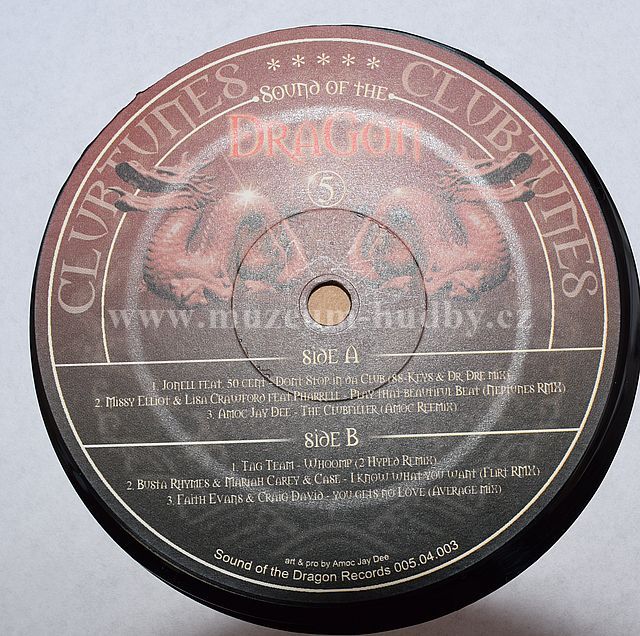 CLUBTUNES ***** CLUBTUNES
SOUND OF THE
DRAGON
5
www.muzeum-hudby.cz
SIDE A
1. JONELL FEAT. 50 CENT - DONT STOP IN DA CLUB (88-KEYS & DR. DRE MIX)
2. MISSY ELLIOT & LISA CRAWFORD FEAT PHARRELL - PLAY THAT BEAUTIFUL BEAT (NEPTUNES RMX)
3. AMOC JAY DEE - THE CLUBFILLER (AMOC REEMIX)
SIDE B
1. TAG TEAM - WHOOMP (2 HYPED REMIX)
2. BUSTA RHYMES & MARIAH CAREY & CASE - I KNOW WHAT YOU WANT (FLIRT RMX)
3. FAITH EVANS & CRAIG DAVID - YOU GETS NO LOVE (AVERAGE MIX)
art & pro by Amoc Jay Dee
Sound of the Dragon Records 005.04.003